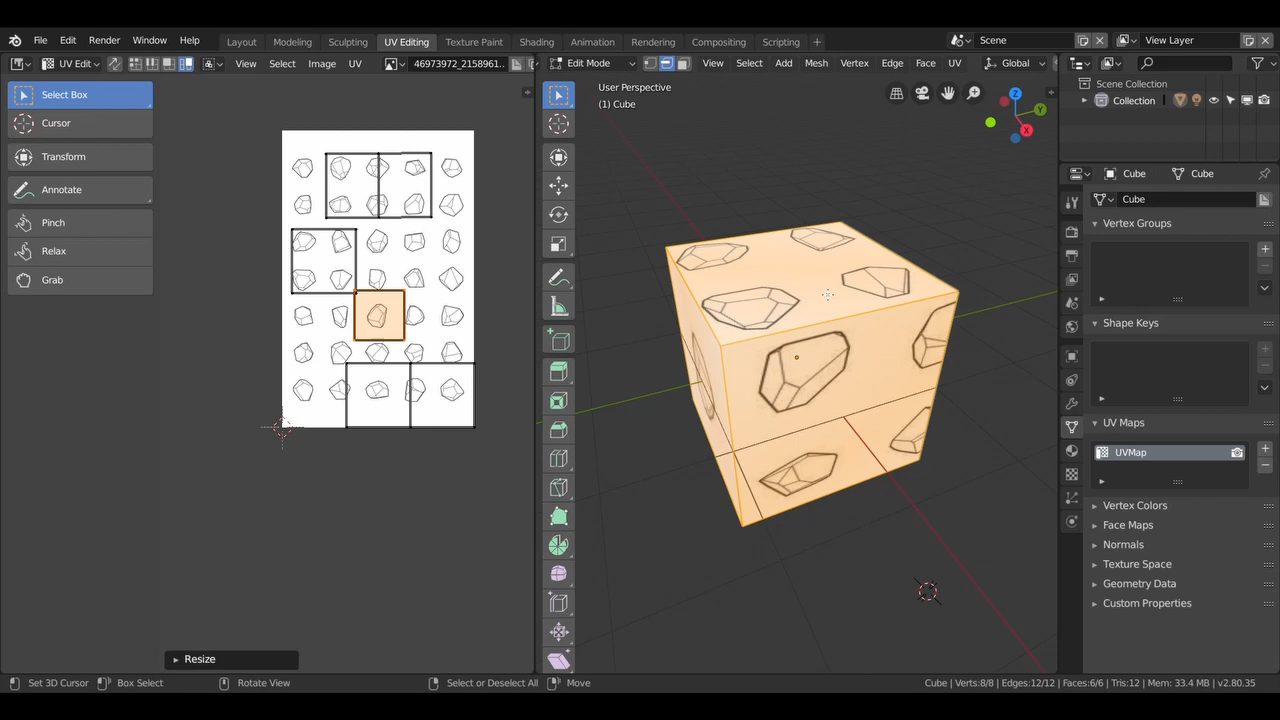 File Edit Render Window Help Layout Modeling Sculpting UV Editing Texture Paint Shading Animation Rendering Compositing Scripting + Scene View Layer
UV Edit View Select Image UV 46973972_2158961.. Edit Mode View Select Add Mesh Vertex Edge Face UV Global
Select Box
Cursor
Transform
Annotate
Pinch
Relax
Grab
Resize
User Perspective
(1) Cube
Z
Y
X
Scene Collection
Collection
Cube Cube
Cube
Vertex Groups
Shape Keys
UV Maps
UVMap
Vertex Colors
Face Maps
Normals
Texture Space
Geometry Data
Custom Properties
Set 3D Cursor Box Select Rotate View Select or Deselect All Move Cube | Verts:8/8 | Edges:12/12 | Faces:6/6 | Tris:12 | Mem: 33.4 MB | v2.80.35